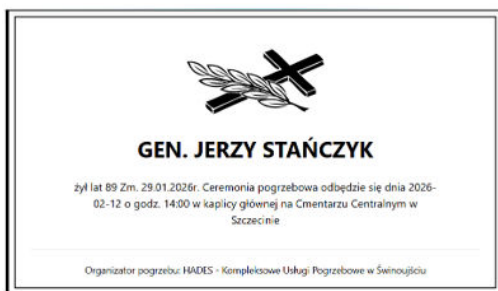 GEN. JERZY STAŃCZYK
żył lat 89 Zm. 29.01.2026r. Ceremonia pogrzebowa odbędzie się dnia 2026-
02-12 o godz. 14:00 w kaplicy głównej na Cmentarzu Centralnym w
Szczecinie
Organizator pogrzebu: HADES - Kompleksowe Usługi Pogrzebowe w Świnoujściu